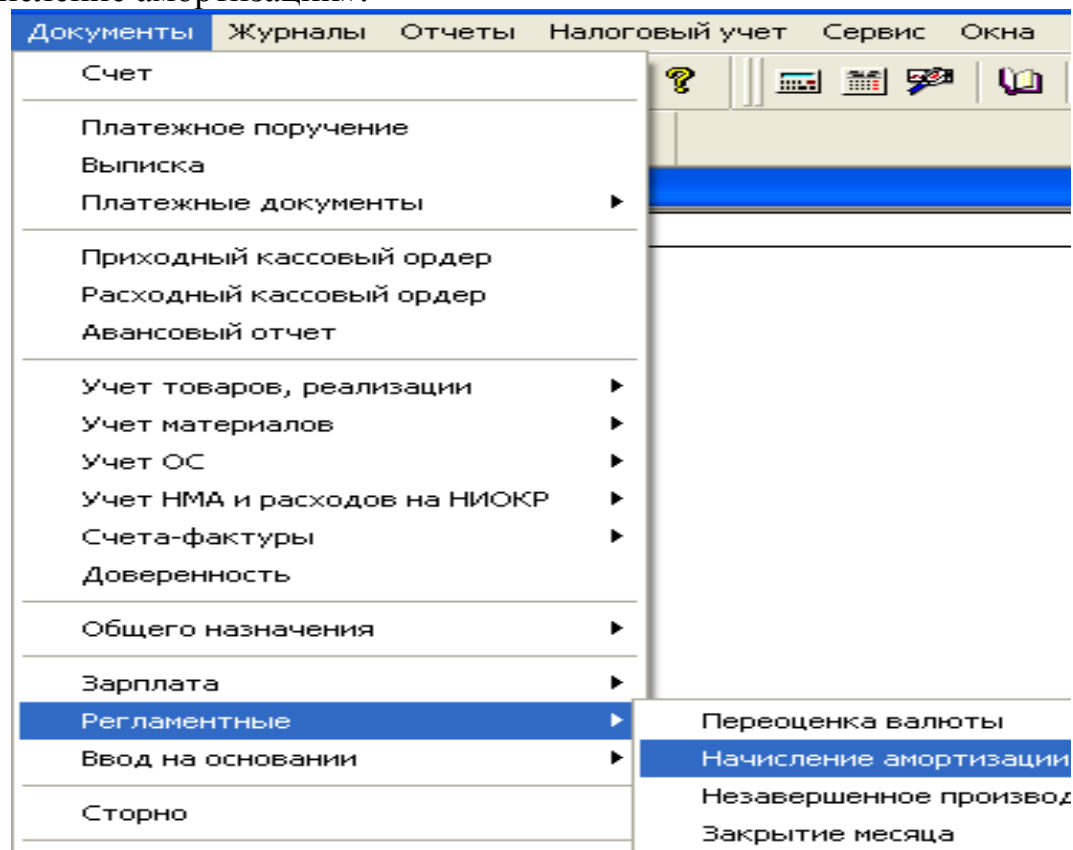 Документы Журналы Отчеты Налоговый учет Сервис Окна
Счет
Платежное поручение
Выписка
Платежные документы
Приходный кассовый ордер
Расходный кассовый ордер
Авансовый отчет
Учет товаров, реализации
Учет материалов
Учет ОС
Учет НМА и расходов на НИОКР
Счета-фактуры
Доверенность
Общего назначения
Зарплата
Регламентные
Ввод на основании
Сторно
Переоценка валюты
Начисление амортизации
Незавершенное производ
Закрытие месяца